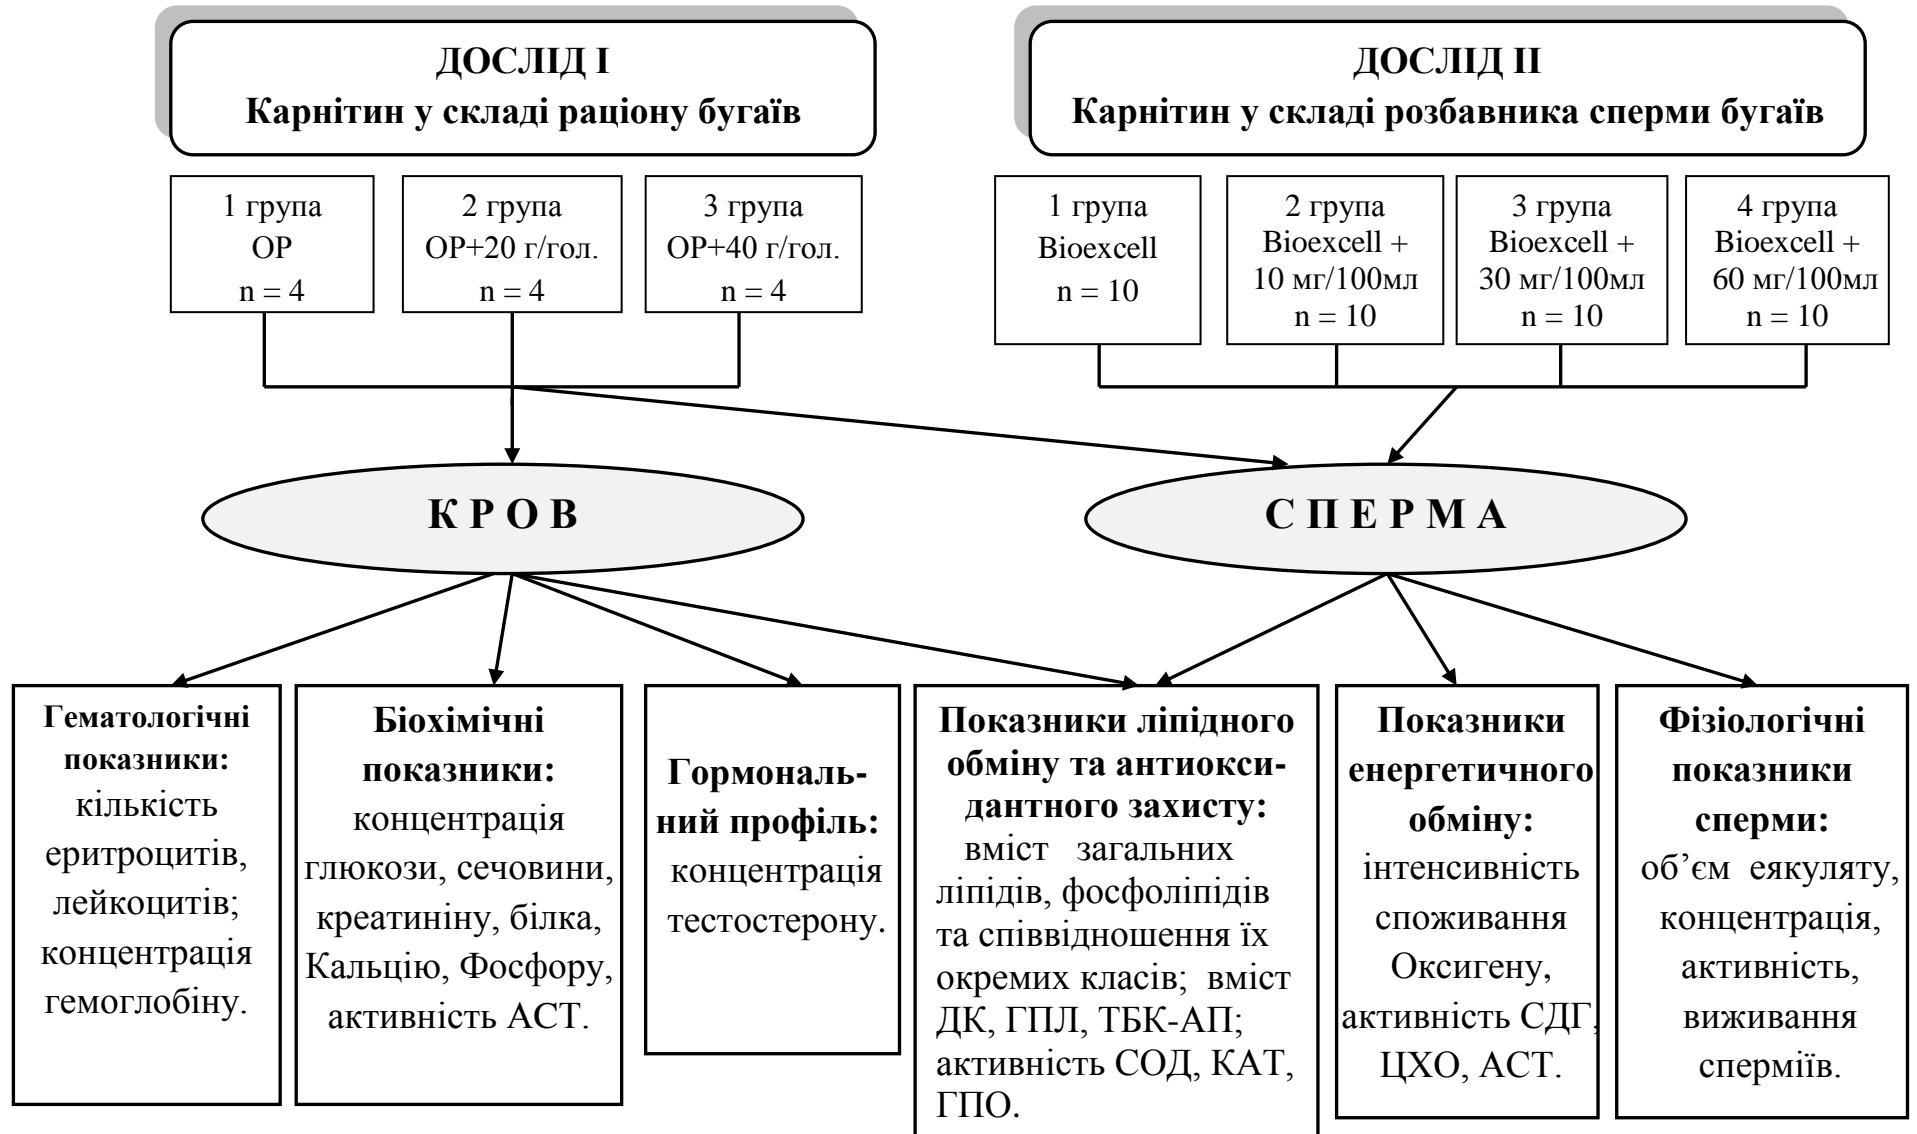 ДОСЛІД І
Карнітин у складі раціону бугаїв
ДОСЛІД ІІ
Карнітин у складі розбавника сперми бугаїв
1 група
ОР
n = 4
2 група
ОР+20 г/гол.
n = 4
3 група
ОР+40 г/гол.
n = 4
1 група
Bioexcell
n = 10
2 група
Bioexcell +
10 мг/100мл
n = 10
3 група
Bioexcell +
30 мг/100мл
n = 10
4 група
Bioexcell +
60 мг/100мл
n = 10
К Р О В
С П Е Р М А
Гематологічні
показники:
кількість
еритроцитів,
лейкоцитів;
концентрація
гемоглобіну.
Біохімічні
показники:
концентрація
глюкози, сечовини,
креатиніну, білка,
Кальцію, Фосфору,
активність АСТ.
Гормональ-
ний профіль:
концентрація
тестостерону.
Показники ліпідного
обміну та антиокси-
дантного захисту:
вміст загальних
ліпідів, фосфоліпідів
та співвідношення їх
окремих класів; вміст
ДК, ГПЛ, ТБК-АП;
активність СОД, КАТ,
ГПО.
Показники
енергетичного
обміну:
інтенсивність
споживання
Оксигену,
активність СДГ,
ЦХО, АСТ.
Фізіологічні
показники
сперми:
об’єм еякуляту,
концентрація,
активність,
виживання
сперміїв.